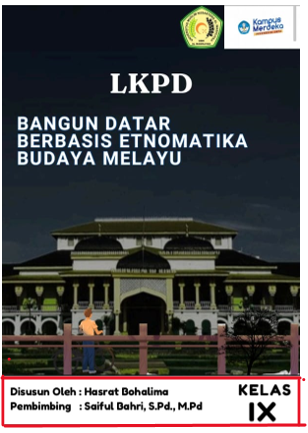 Kampus
Merdeka
LKPD
BANGUN DATAR
BERBASIS ETNOMATIKA
BUDAYA MELAYU
Disusun Oleh : Hasrat Bohalima
Pembimbing : Saiful Bahri, S.Pd., M.Pd
KELAS
IX